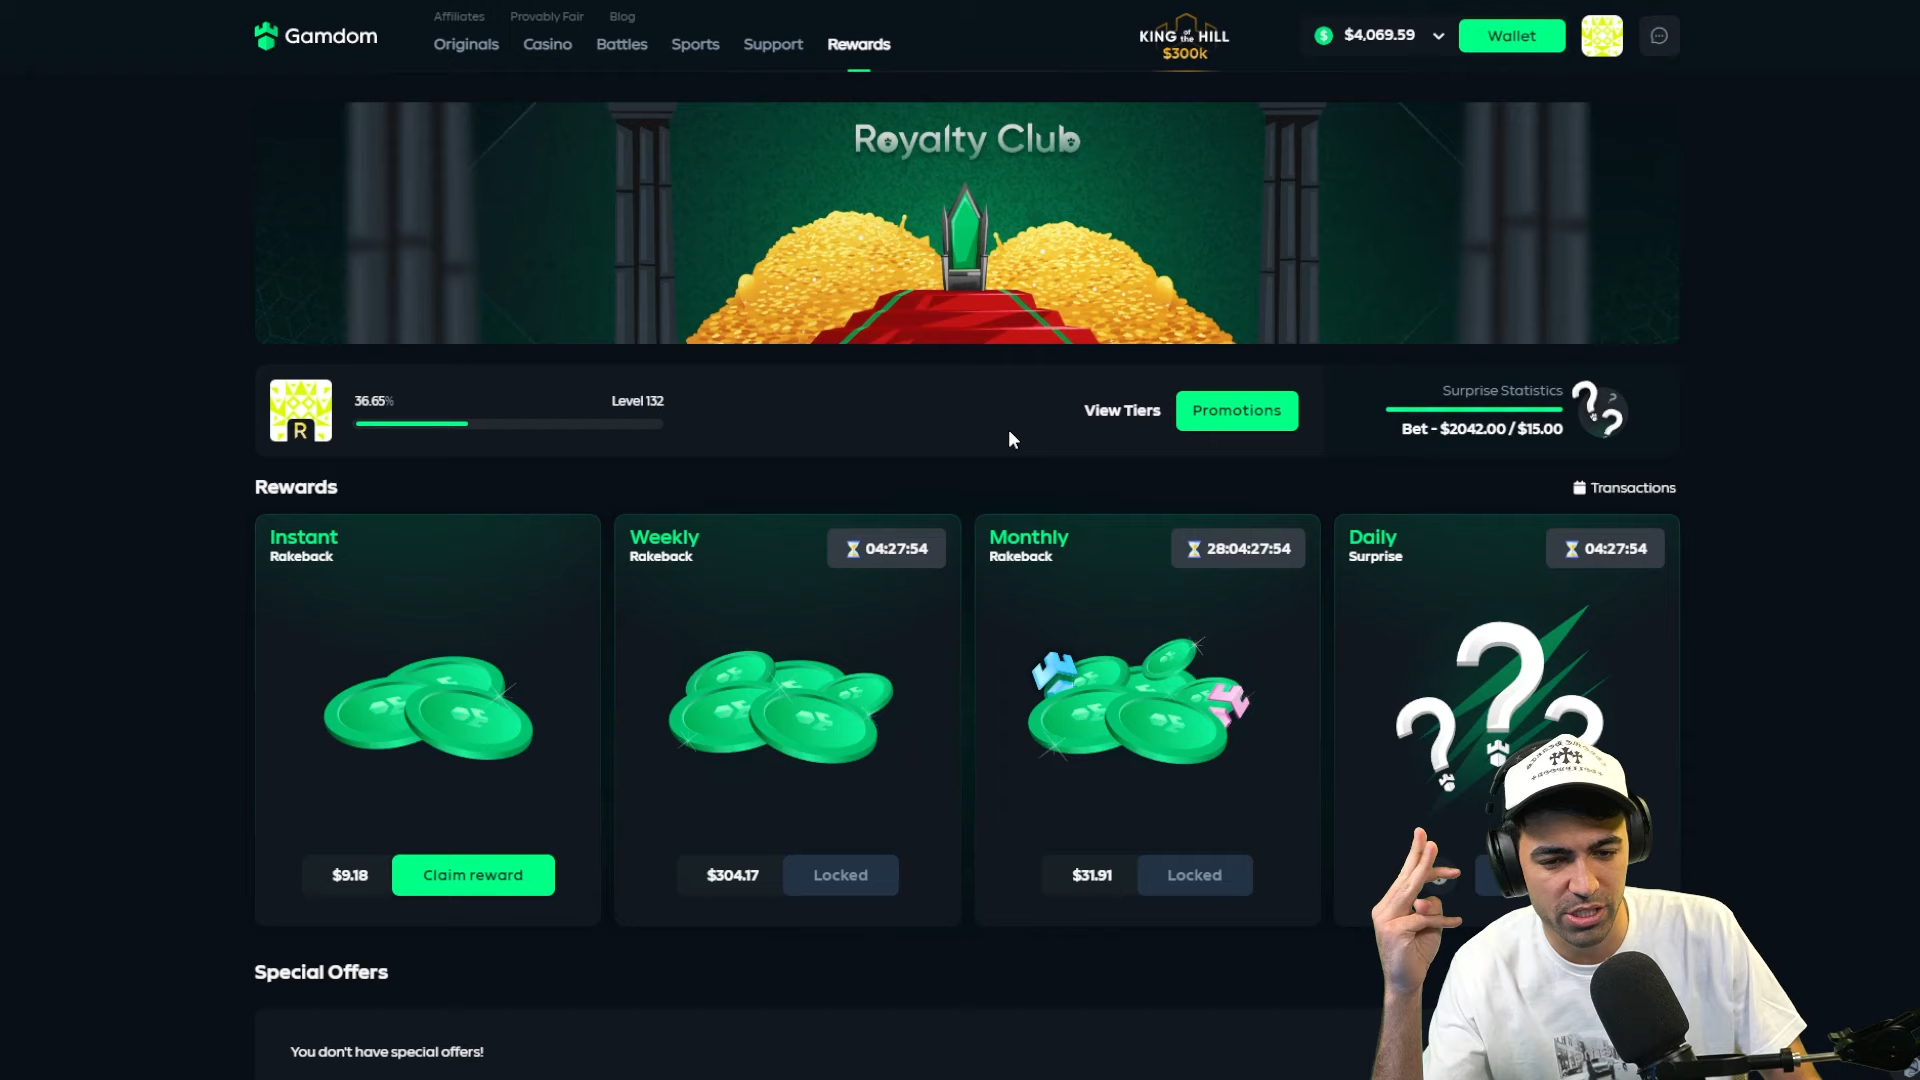 Affiliates Provably Fair Blog
Gamdom
Originals Casino Battles Sports Support Rewards
KING of the HILL
$300k
$4,069.59
Wallet
Royalty Club
36.65%
Level 132
R
View Tiers
Promotions
Surprise Statistics
Bet - $2042.00 / $15.00
Rewards
Transactions
Instant
Rakeback
Weekly
Rakeback
04:27:54
Monthly
Rakeback
28:04:27:54
Daily
Surprise
04:27:54
$9.18
Claim reward
$304.17
Locked
$31.91
Locked
Special Offers
You don't have special offers!